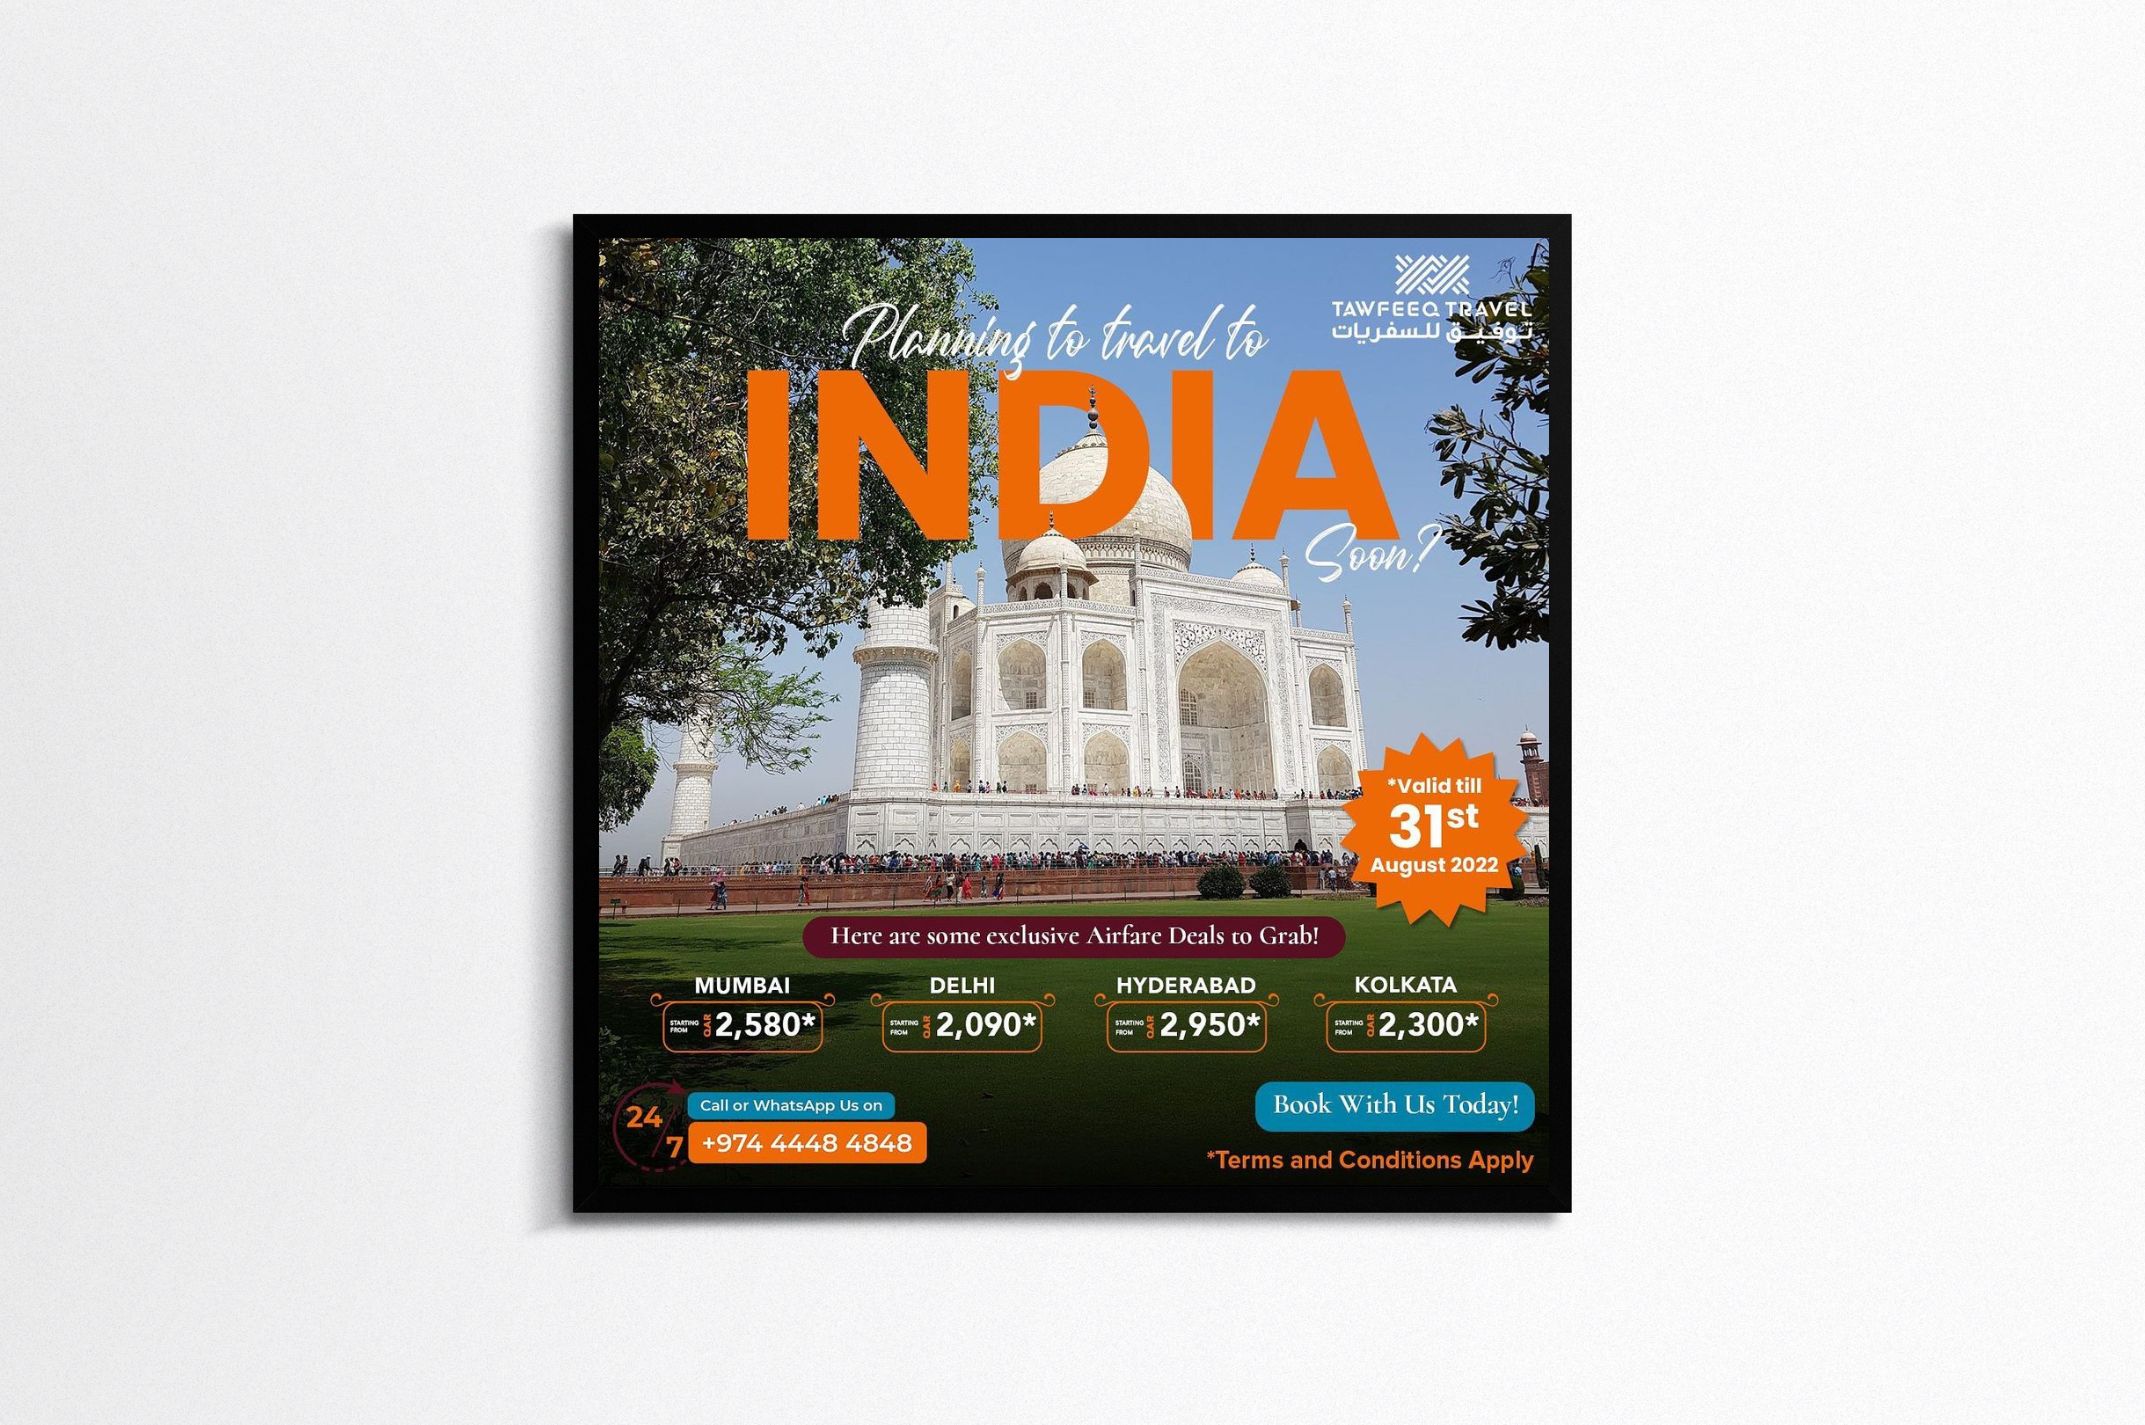 TAWFEEQ TRAVEL
توفيق للسفريات
Planning to travel to
INDIA
Soon?
*Valid till
31st
August 2022
Here are some exclusive Airfare Deals to Grab!
MUMBAI
STARTING FROM QAR 2,580*
DELHI
STARTING FROM QAR 2,090*
HYDERABAD
STARTING FROM QAR 2,950*
KOLKATA
STARTING FROM QAR 2,300*
24/7
Call or WhatsApp Us on
+974 4448 4848
Book With Us Today!
*Terms and Conditions Apply